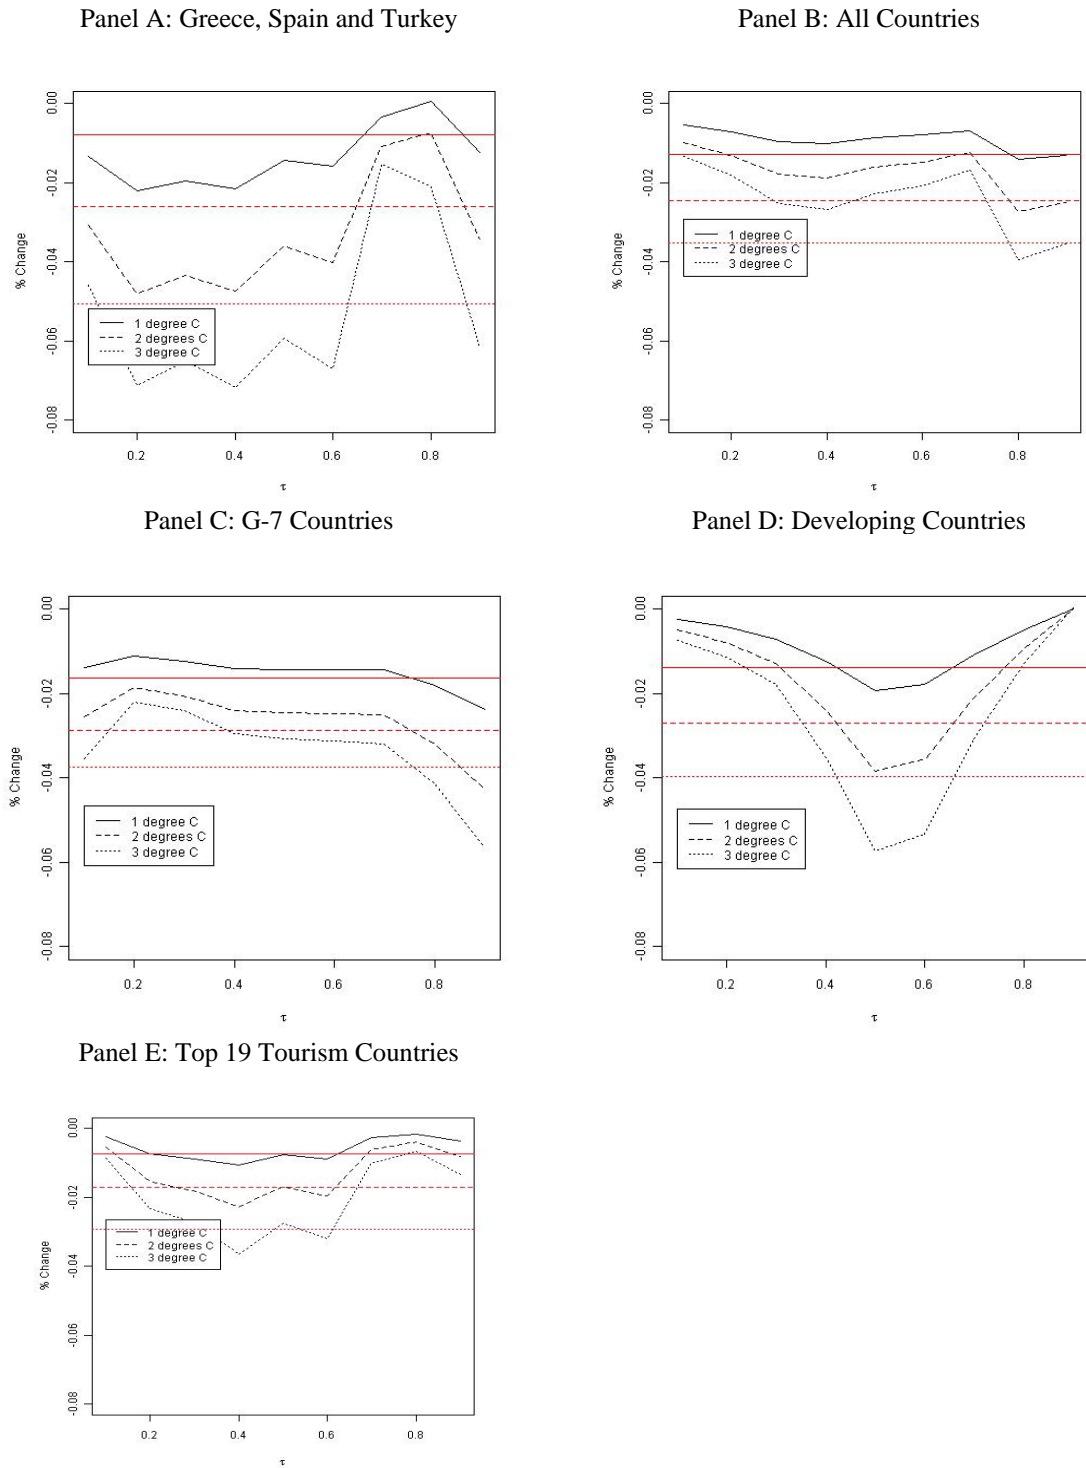 Panel A: Greece, Spain and Turkey
% Change
0.00
-0.02
-0.04
-0.06
-0.08
1 degree C
2 degrees C
3 degree C
0.2
0.4
0.6
0.8
τ
Panel B: All Countries
% Change
0.00
-0.02
-0.04
-0.06
-0.08
1 degree C
2 degrees C
3 degree C
0.2
0.4
0.6
0.8
τ
Panel C: G-7 Countries
% Change
0.00
-0.02
-0.04
-0.06
-0.08
1 degree C
2 degrees C
3 degree C
0.2
0.4
0.6
0.8
τ
Panel D: Developing Countries
% Change
0.00
-0.02
-0.04
-0.06
-0.08
1 degree C
2 degrees C
3 degree C
0.2
0.4
0.6
0.8
τ
Panel E: Top 19 Tourism Countries
% Change
0.00
-0.02
-0.04
-0.06
-0.08
1 degree C
2 degrees C
3 degree C
0.2
0.4
0.6
0.8
τ